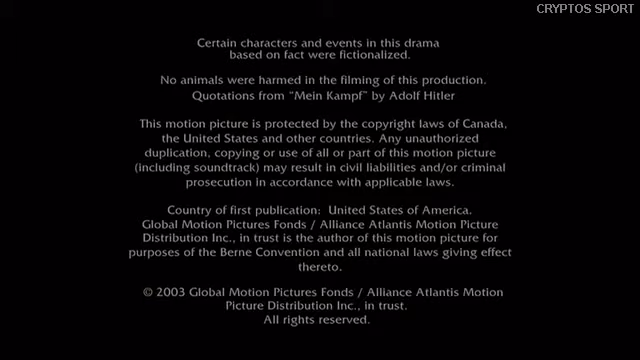 CRYPTOS SPORT
Certain characters and events in this drama
based on fact were fictionalized.
No animals were harmed in the filming of this production.
Quotations from “Mein Kampf” by Adolf Hitler
This motion picture is protected by the copyright laws of Canada,
the United States and other countries. Any unauthorized
duplication, copying or use of all or part of this motion picture
(including soundtrack) may result in civil liabilities and/or criminal
prosecution in accordance with applicable laws.
Country of first publication: United States of America.
Global Motion Pictures Fonds / Alliance Atlantis Motion Picture
Distribution Inc., in trust is the author of this motion picture for
purposes of the Berne Convention and all national laws giving effect
thereto.
© 2003 Global Motion Pictures Fonds / Alliance Atlantis Motion
Picture Distribution Inc., in trust.
All rights reserved.